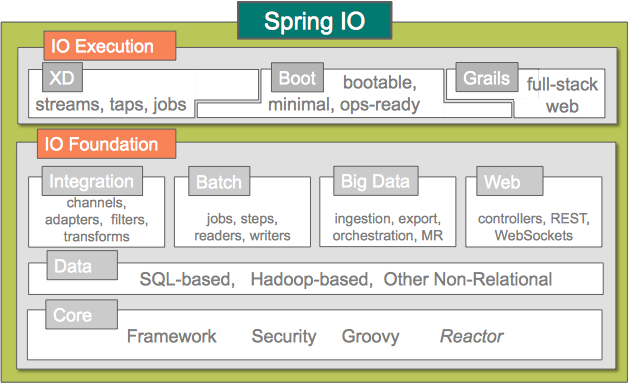 Spring IO
IO Execution
XD
streams, taps, jobs
Boot
bootable,
minimal, ops-ready
Grails
full-stack
web
IO Foundation
Integration
channels,
adapters, filters,
transforms
Batch
jobs, steps,
readers, writers
Big Data
ingestion, export,
orchestration, MR
Web
controllers, REST,
WebSockets
Data
SQL-based, Hadoop-based, Other Non-Relational
Core
Framework Security Groovy Reactor